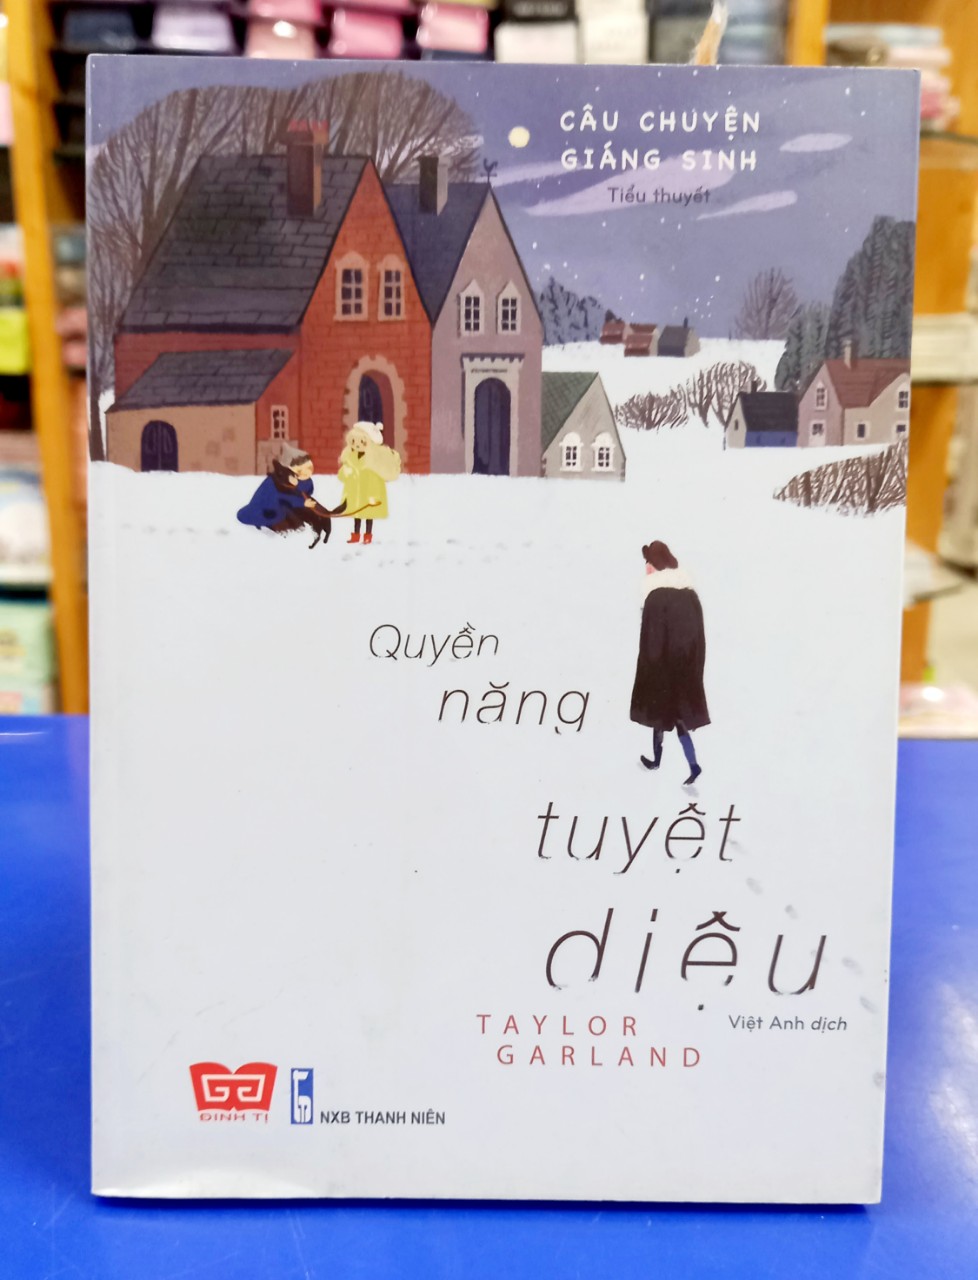 CÂU CHUYỆN
GIÁNG SINH
Tiểu thuyết
Quyền
năng
tuyệt
diệu
Việt Anh dịch
TAYLOR
GARLAND
ĐINH TỊ
NXB THANH NIÊN